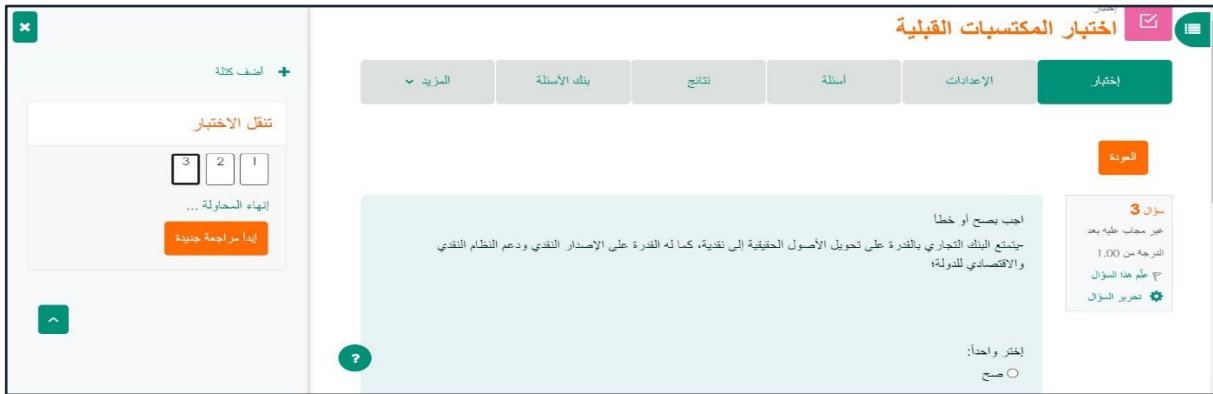 إختبار
اختبار المكتسبات القبلية
إختبار
الإعدادات
أسئلة
نتائج
بنك الأسئلة
المزيد
العودة
سؤال 3
غير مجاب عليه بعد
الدرجة من 1.00
علّم هذا السؤال
تحرير السؤال
اجب بصح أو خطأ
-يتمتع البنك التجاري بالقدرة على تحويل الأصول الحقيقية إلى نقدية، كما له القدرة على الإصدار النقدي ودعم النظام النقدي
والاقتصادي للدولة؛
إختر واحداً:
صح
?
أضف كتلة
تنقل الاختبار
1 2 3
إنهاء المحاولة ...
إبدأ مراجعة جديدة